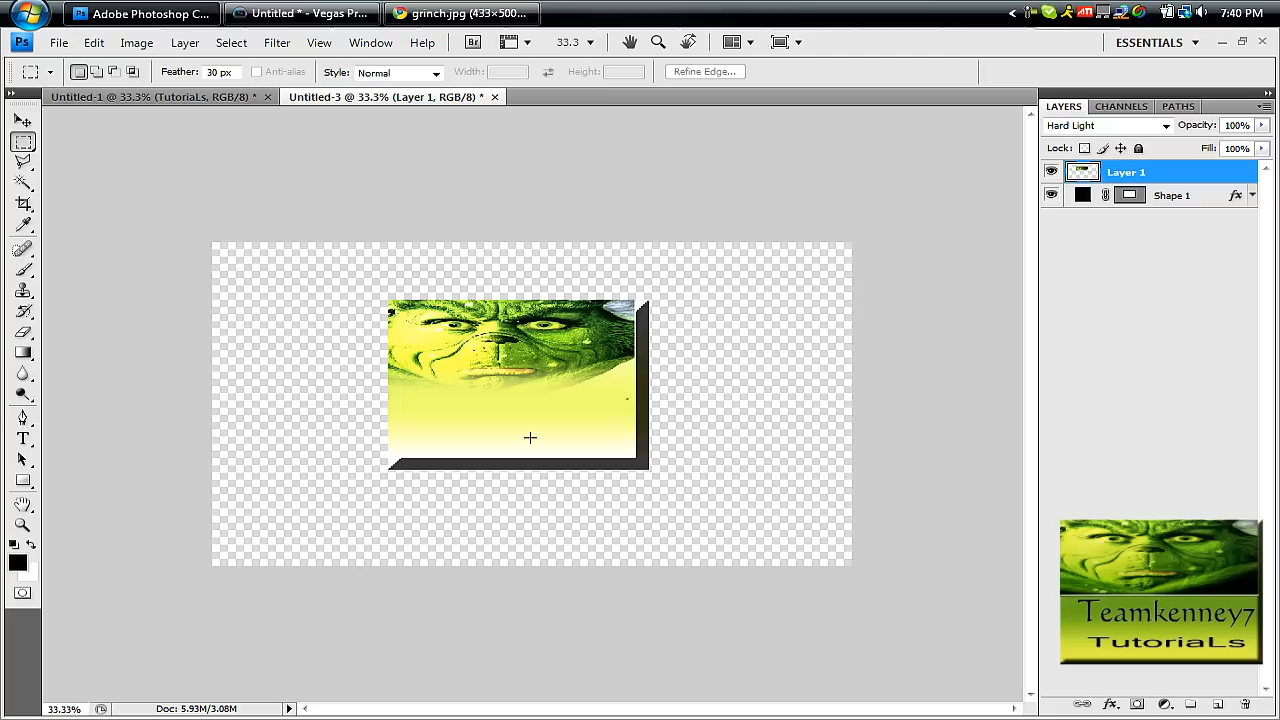 Adobe Photoshop C... Untitled * - Vegas Pr... grinch.jpg (433×500... 7:40 PM
Ps File Edit Image Layer Select Filter View Window Help Br 33.3 ESSENTIALS
Feather: 30 px Anti-alias Style: Normal Width: Height: Refine Edge...
Untitled-1 @ 33.3% (TutoriaLs, RGB/8) * Untitled-3 @ 33.3% (Layer 1, RGB/8) *
LAYERS CHANNELS PATHS
Hard Light Opacity: 100%
Lock: Fill: 100%
Layer 1
Shape 1 fx
Teamkenney7
TutoriaLs
33.33% Doc: 5.93M/3.08M